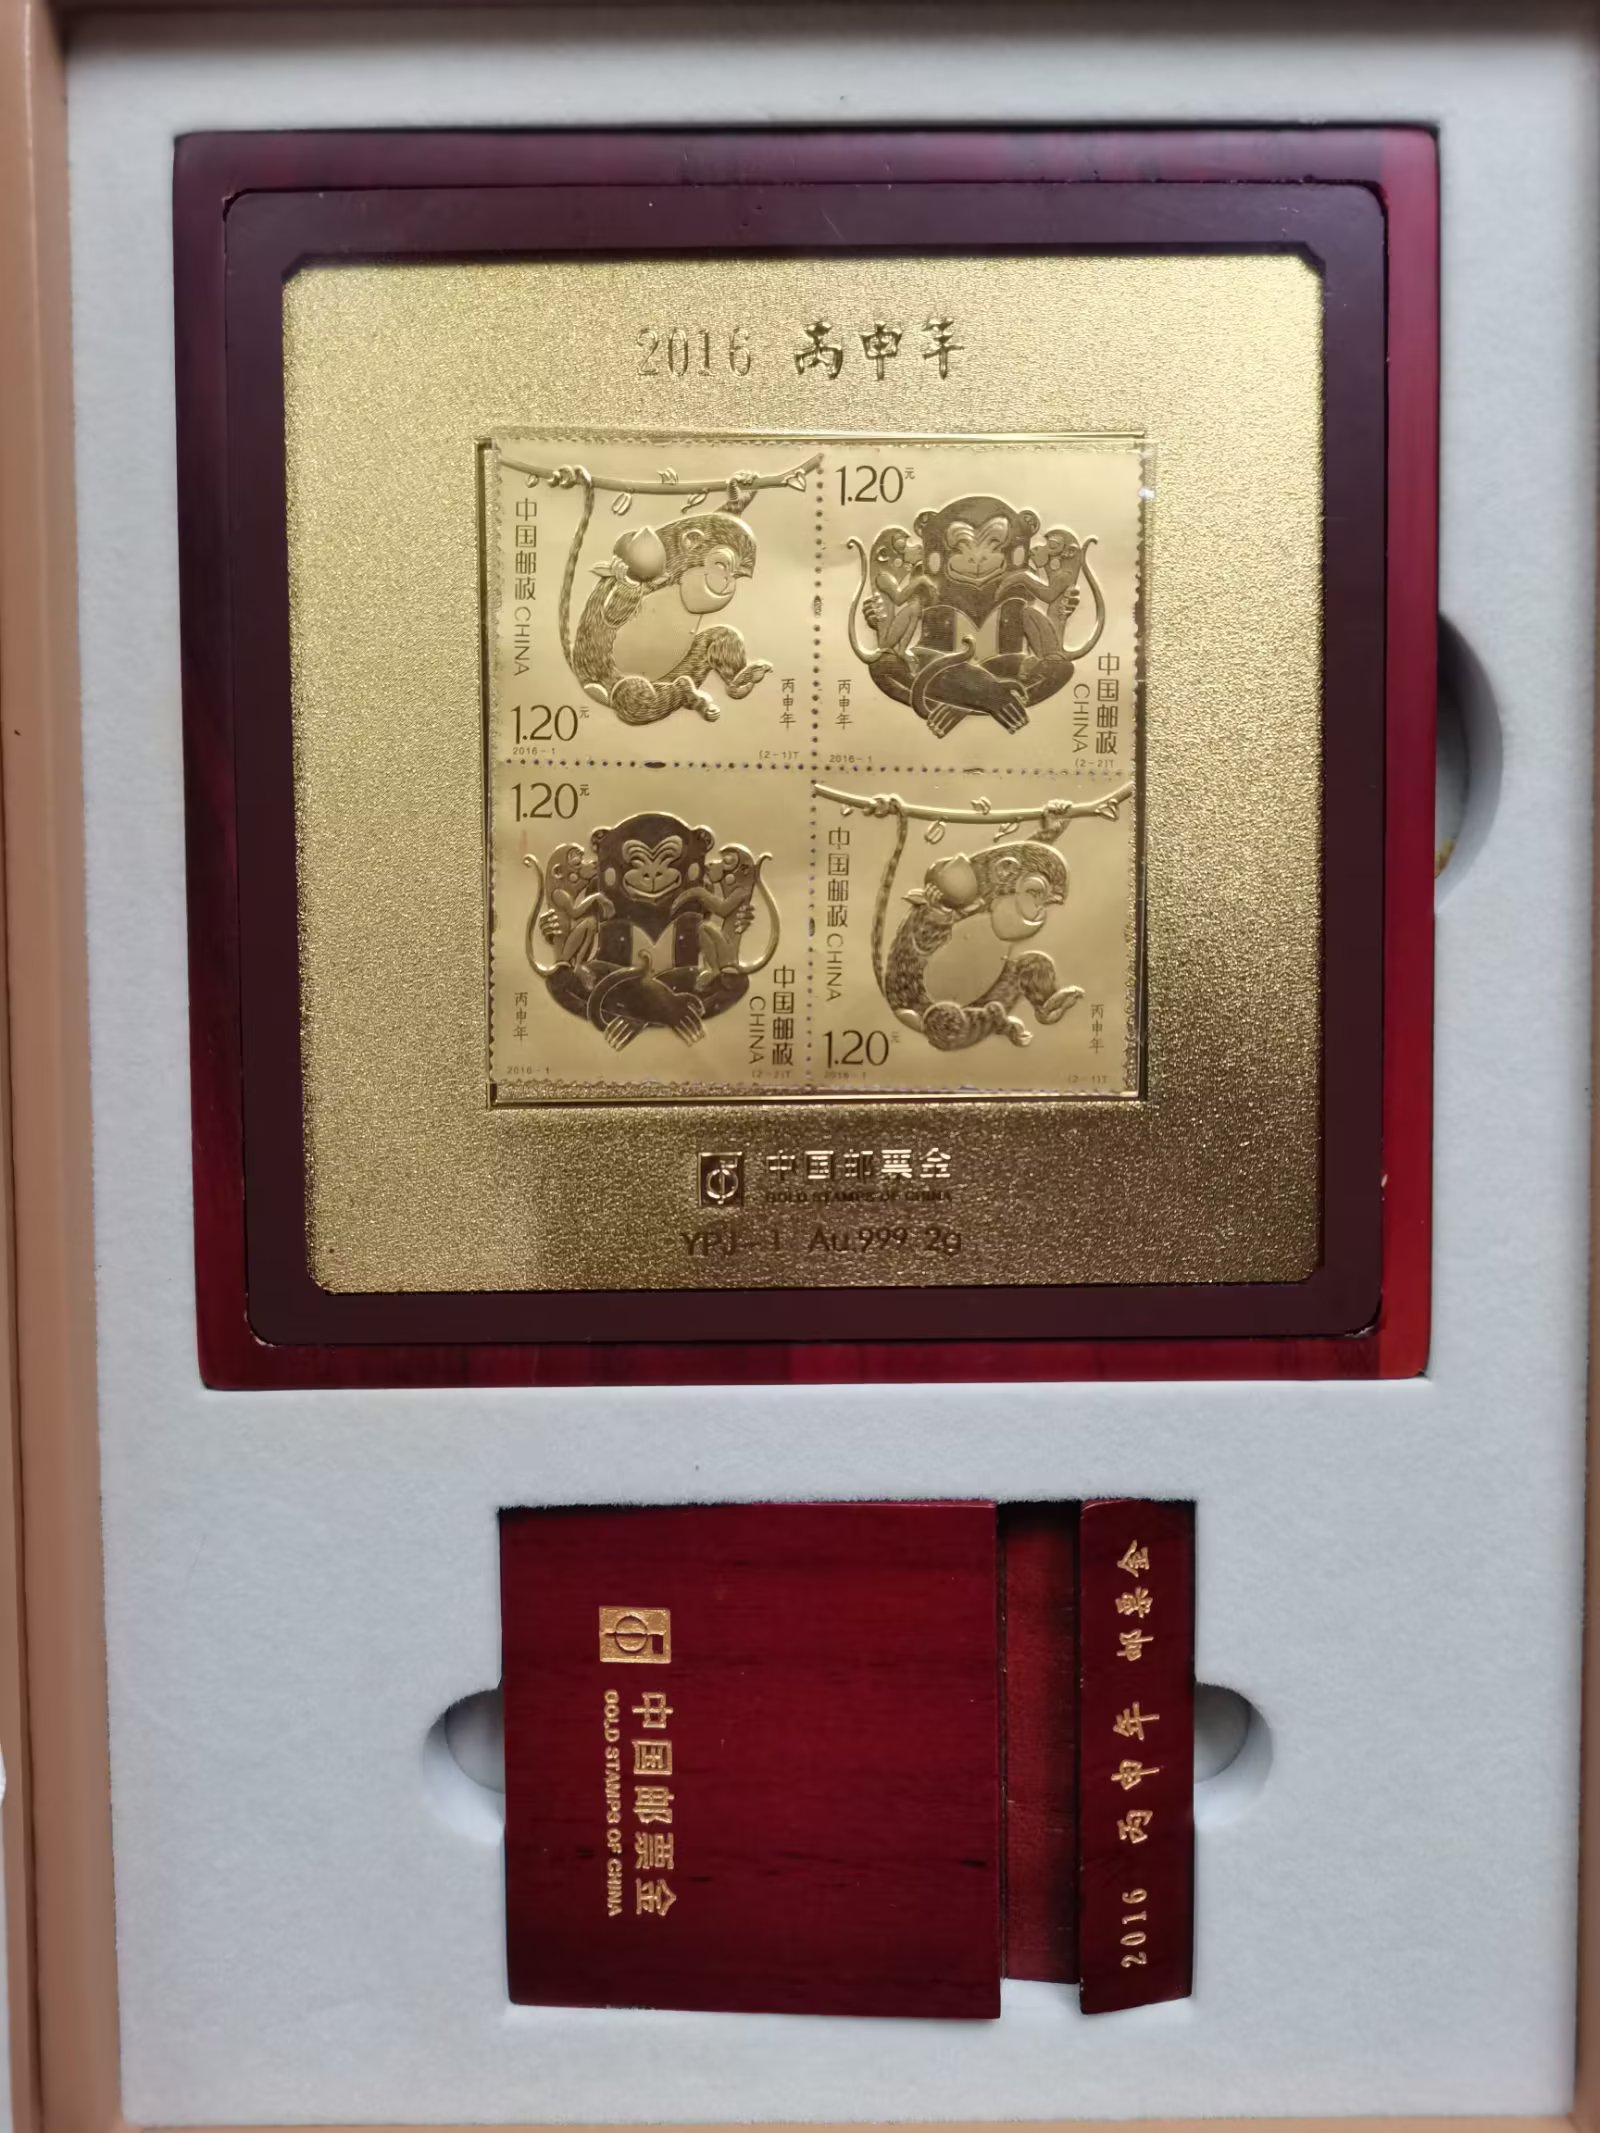 2016 丙申年
中国邮政 CHINA
1.20元
丙申年
2016-1
(2-1)T
1.20元
丙申年
中国邮政
CHINA
2016-1
(2-2)T
1.20元
丙申年
中国邮政
CHINA
2016-1
(2-2)T
中国邮政 CHINA
1.20元
丙申年
2016-1
(2-1)T
中国邮票金
GOLD STAMPS OF CHINA
YPJ-1 Au.999 2g
中国邮票金
GOLD STAMPS OF CHINA
2016 丙申年 邮票金